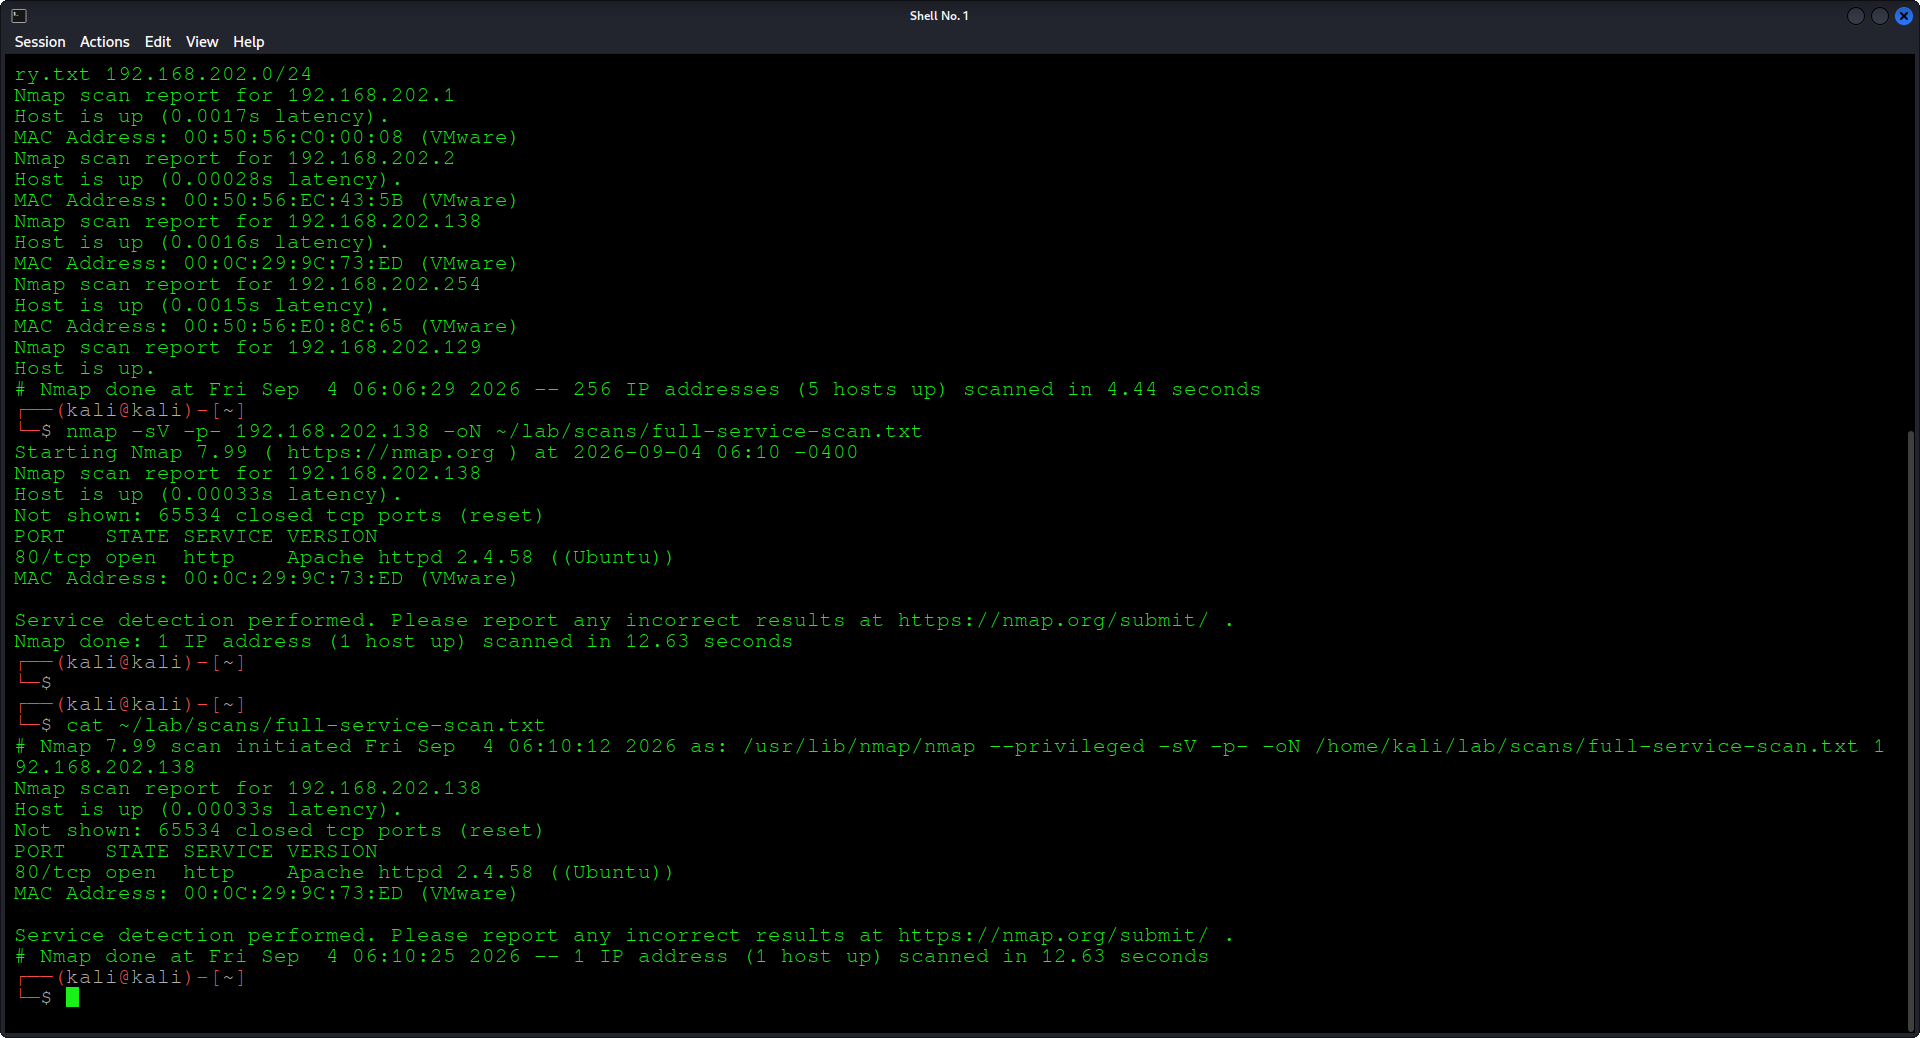 Shell No. 1
Session Actions Edit View Help
ry.txt 192.168.202.0/24
Nmap scan report for 192.168.202.1
Host is up (0.0017s latency).
MAC Address: 00:50:56:C0:00:08 (VMware)
Nmap scan report for 192.168.202.2
Host is up (0.00028s latency).
MAC Address: 00:50:56:EC:43:5B (VMware)
Nmap scan report for 192.168.202.138
Host is up (0.0016s latency).
MAC Address: 00:0C:29:9C:73:ED (VMware)
Nmap scan report for 192.168.202.254
Host is up (0.0015s latency).
MAC Address: 00:50:56:E0:8C:65 (VMware)
Nmap scan report for 192.168.202.129
Host is up.
# Nmap done at Fri Sep  4 06:06:29 2026 -- 256 IP addresses (5 hosts up) scanned in 4.44 seconds
┌──(kali@kali)-[~]
└─$ nmap -sV -p- 192.168.202.138 -oN ~/lab/scans/full-service-scan.txt
Starting Nmap 7.99 ( https://nmap.org ) at 2026-09-04 06:10 -0400
Nmap scan report for 192.168.202.138
Host is up (0.00033s latency).
Not shown: 65534 closed tcp ports (reset)
PORT   STATE SERVICE VERSION
80/tcp open  http    Apache httpd 2.4.58 ((Ubuntu))
MAC Address: 00:0C:29:9C:73:ED (VMware)

Service detection performed. Please report any incorrect results at https://nmap.org/submit/ .
Nmap done: 1 IP address (1 host up) scanned in 12.63 seconds
┌──(kali@kali)-[~]
└─$
┌──(kali@kali)-[~]
└─$ cat ~/lab/scans/full-service-scan.txt
# Nmap 7.99 scan initiated Fri Sep  4 06:10:12 2026 as: /usr/lib/nmap/nmap --privileged -sV -p- -oN /home/kali/lab/scans/full-service-scan.txt 1
92.168.202.138
Nmap scan report for 192.168.202.138
Host is up (0.00033s latency).
Not shown: 65534 closed tcp ports (reset)
PORT   STATE SERVICE VERSION
80/tcp open  http    Apache httpd 2.4.58 ((Ubuntu))
MAC Address: 00:0C:29:9C:73:ED (VMware)

Service detection performed. Please report any incorrect results at https://nmap.org/submit/ .
# Nmap done at Fri Sep  4 06:10:25 2026 -- 1 IP address (1 host up) scanned in 12.63 seconds
┌──(kali@kali)-[~]
└─$